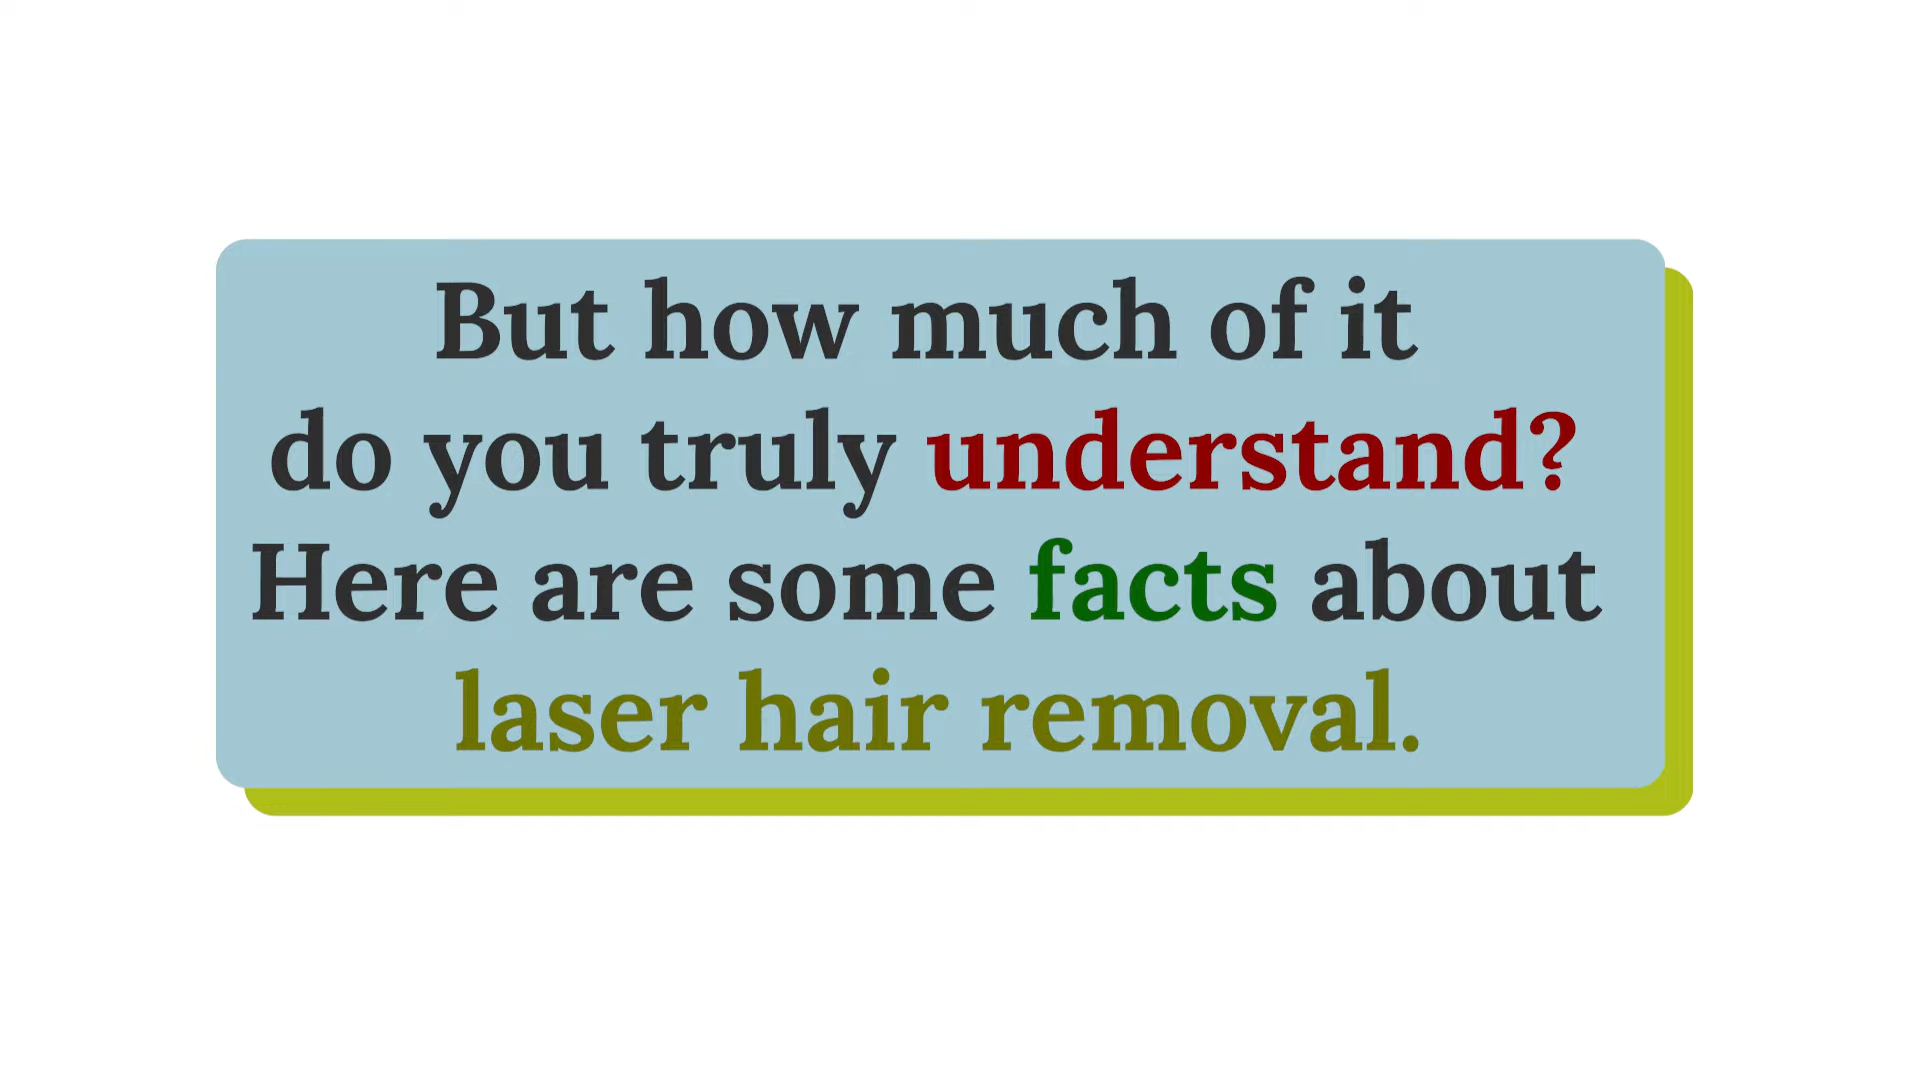 But how much of it
do you truly understand?
Here are some facts about
laser hair removal.